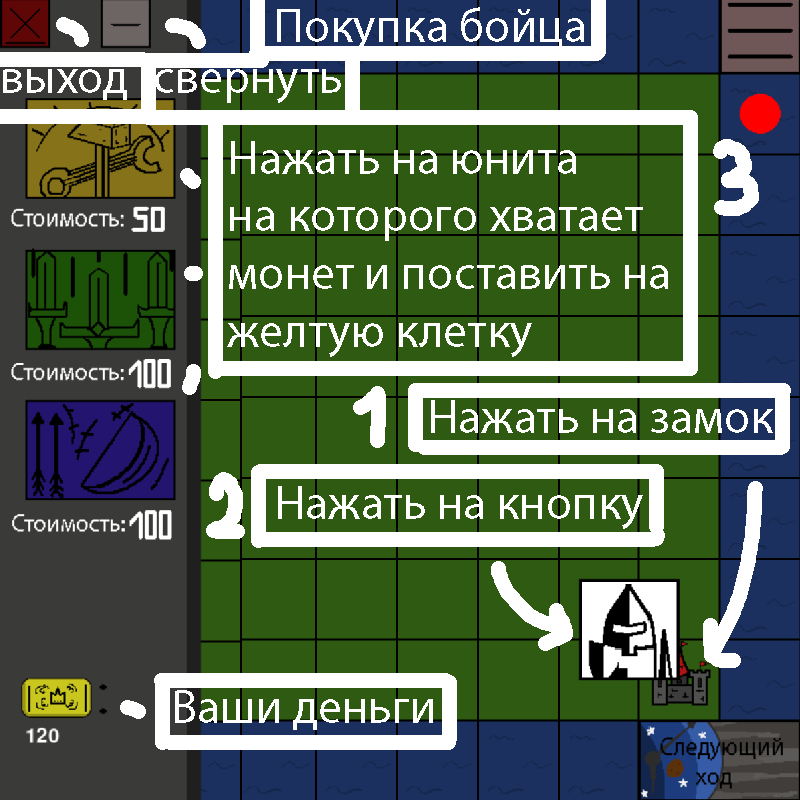 Покупка бойца
выход свернуть
Нажать на юнита
на которого хватает
монет и поставить на
желтую клетку
3
Стоимость: 50
Стоимость: 100
1 Нажать на замок
2 Нажать на кнопку
Стоимость: 100
Ваши деньги
120
Следующий
ход